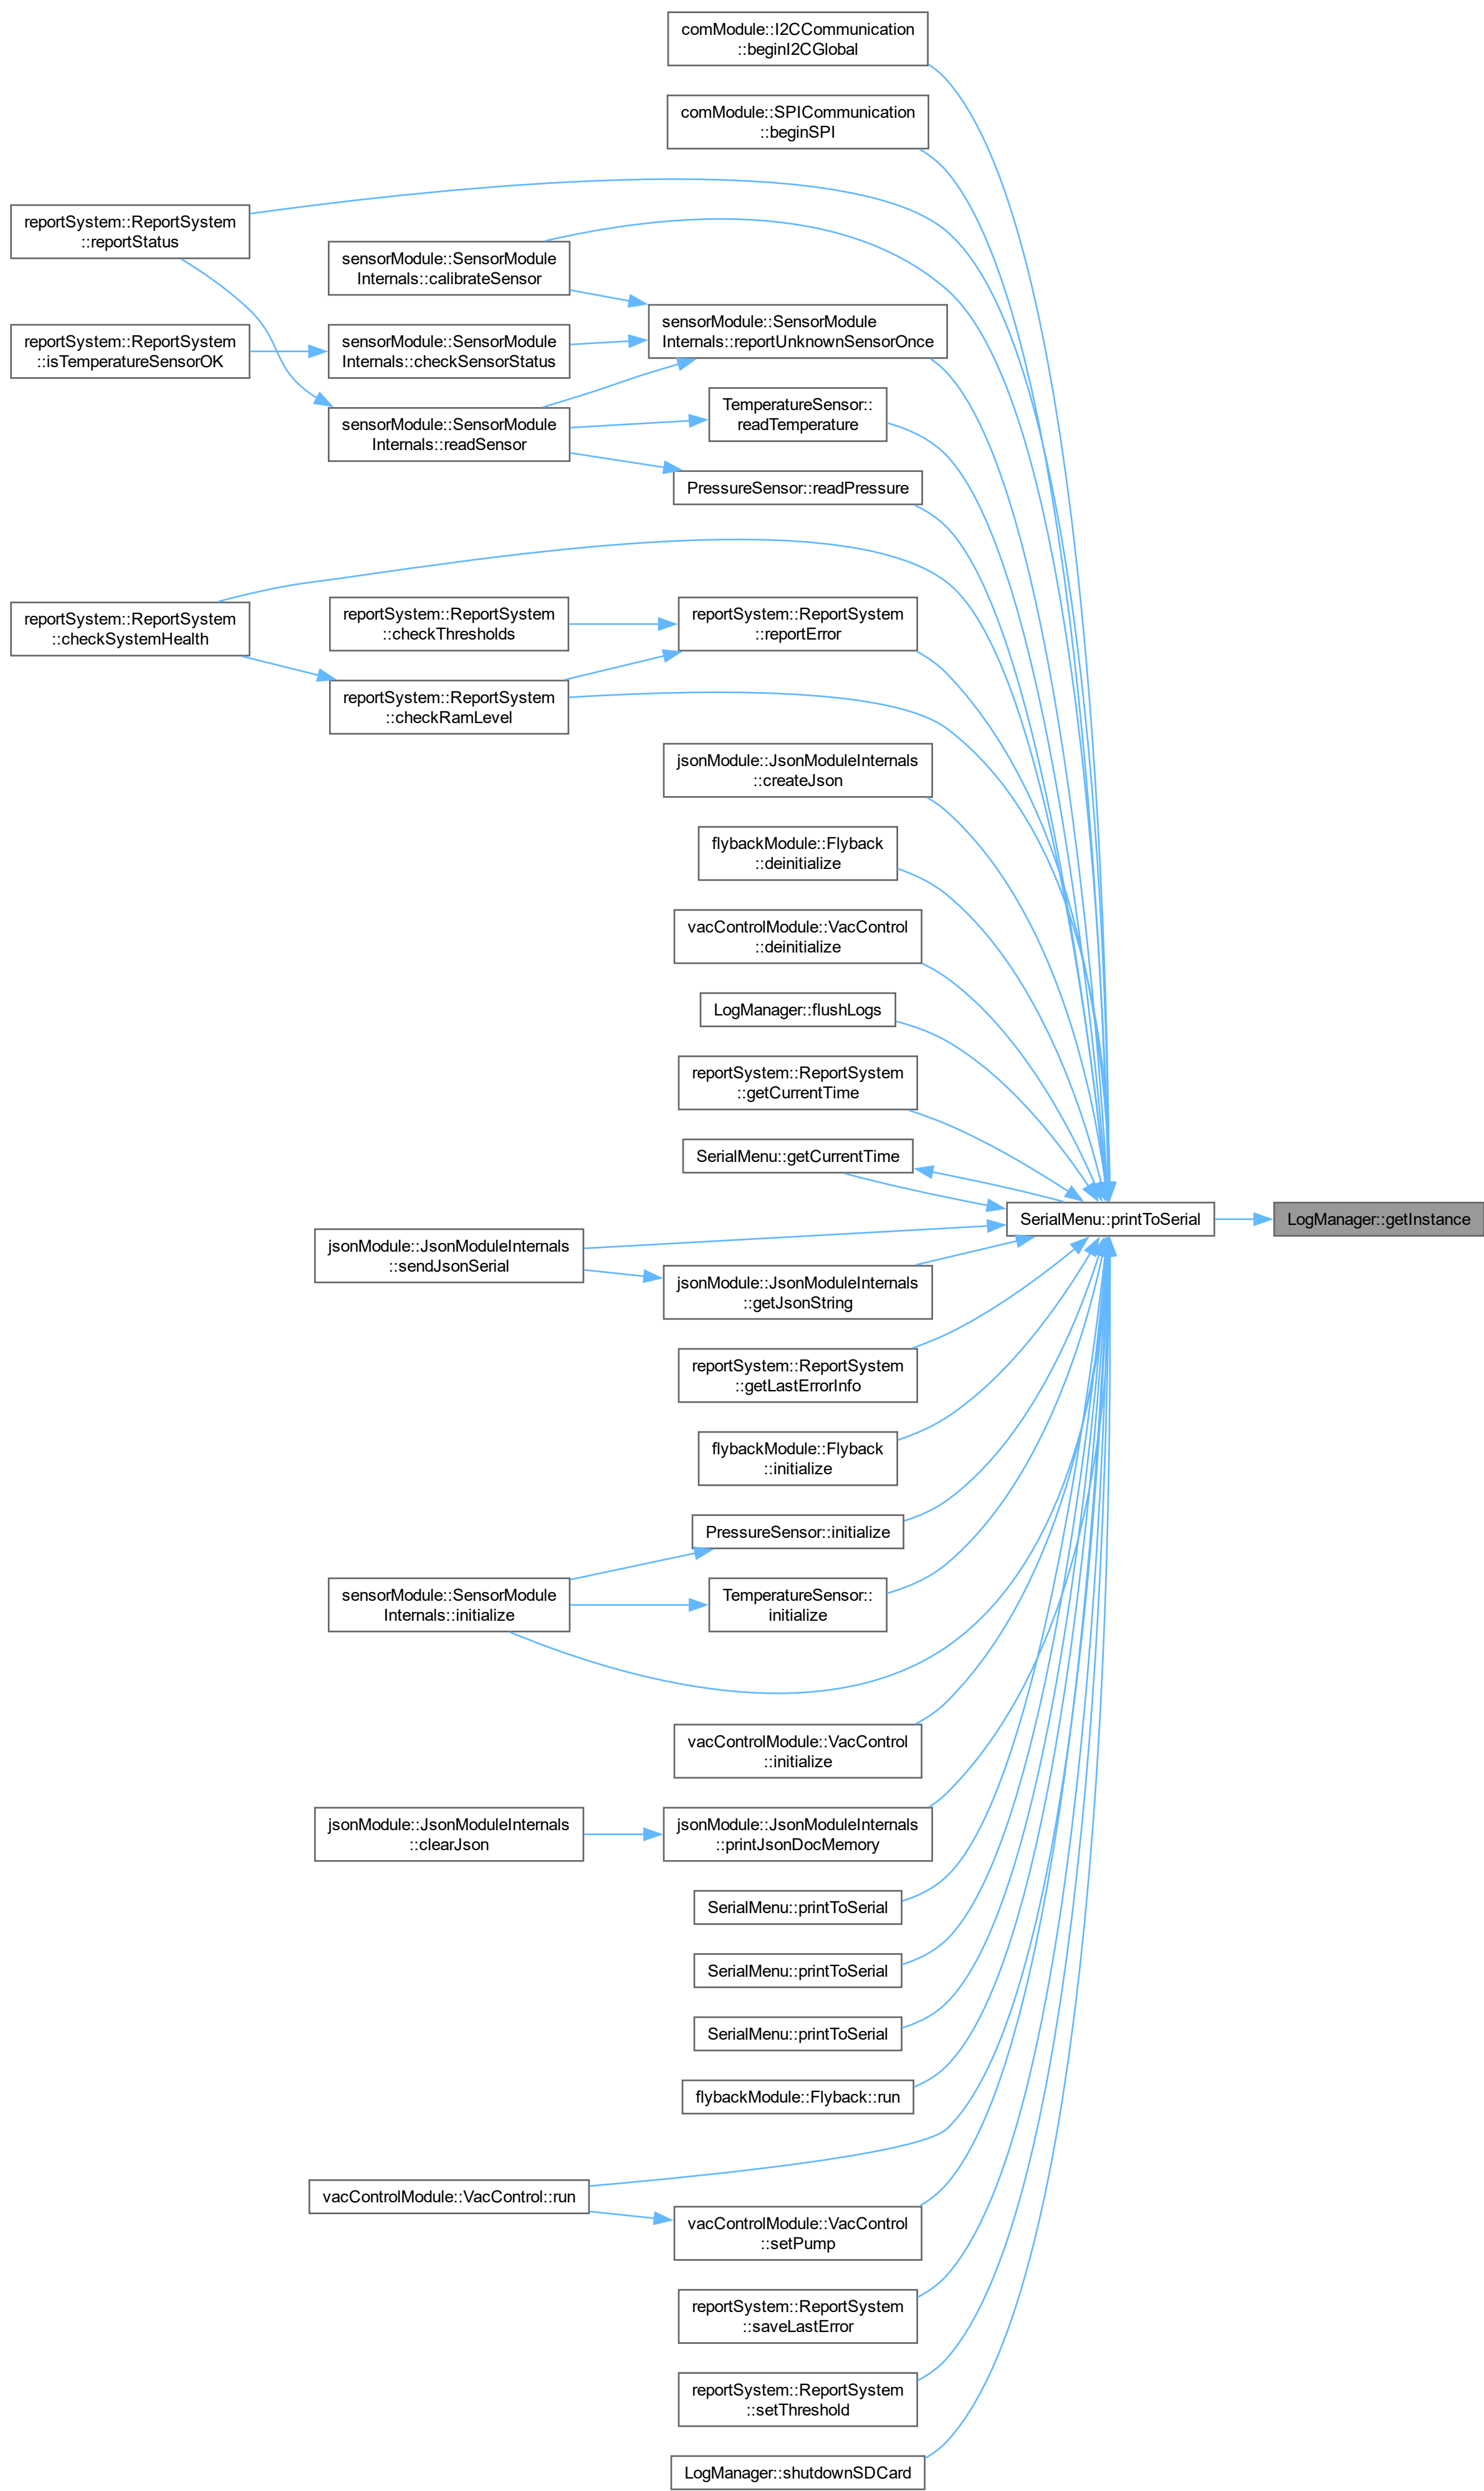 comModule::I2CCommunication
::beginI2CGlobal
comModule::SPICommunication
::beginSPI
reportSystem::ReportSystem
::reportStatus
sensorModule::SensorModule
Internals::calibrateSensor
sensorModule::SensorModule
Internals::reportUnknownSensorOnce
reportSystem::ReportSystem
::isTemperatureSensorOK
sensorModule::SensorModule
Internals::checkSensorStatus
TemperatureSensor::
readTemperature
sensorModule::SensorModule
Internals::readSensor
PressureSensor::readPressure
reportSystem::ReportSystem
::checkSystemHealth
reportSystem::ReportSystem
::checkThresholds
reportSystem::ReportSystem
::reportError
reportSystem::ReportSystem
::checkRamLevel
jsonModule::JsonModuleInternals
::createJson
flybackModule::Flyback
::deinitialize
vacControlModule::VacControl
::deinitialize
LogManager::flushLogs
reportSystem::ReportSystem
::getCurrentTime
SerialMenu::getCurrentTime
SerialMenu::printToSerial
LogManager::getInstance
jsonModule::JsonModuleInternals
::sendJsonSerial
jsonModule::JsonModuleInternals
::getJsonString
reportSystem::ReportSystem
::getLastErrorInfo
flybackModule::Flyback
::initialize
PressureSensor::initialize
sensorModule::SensorModule
Internals::initialize
TemperatureSensor::
initialize
vacControlModule::VacControl
::initialize
jsonModule::JsonModuleInternals
::clearJson
jsonModule::JsonModuleInternals
::printJsonDocMemory
SerialMenu::printToSerial
SerialMenu::printToSerial
SerialMenu::printToSerial
flybackModule::Flyback::run
vacControlModule::VacControl::run
vacControlModule::VacControl
::setPump
reportSystem::ReportSystem
::saveLastError
reportSystem::ReportSystem
::setThreshold
LogManager::shutdownSDCard